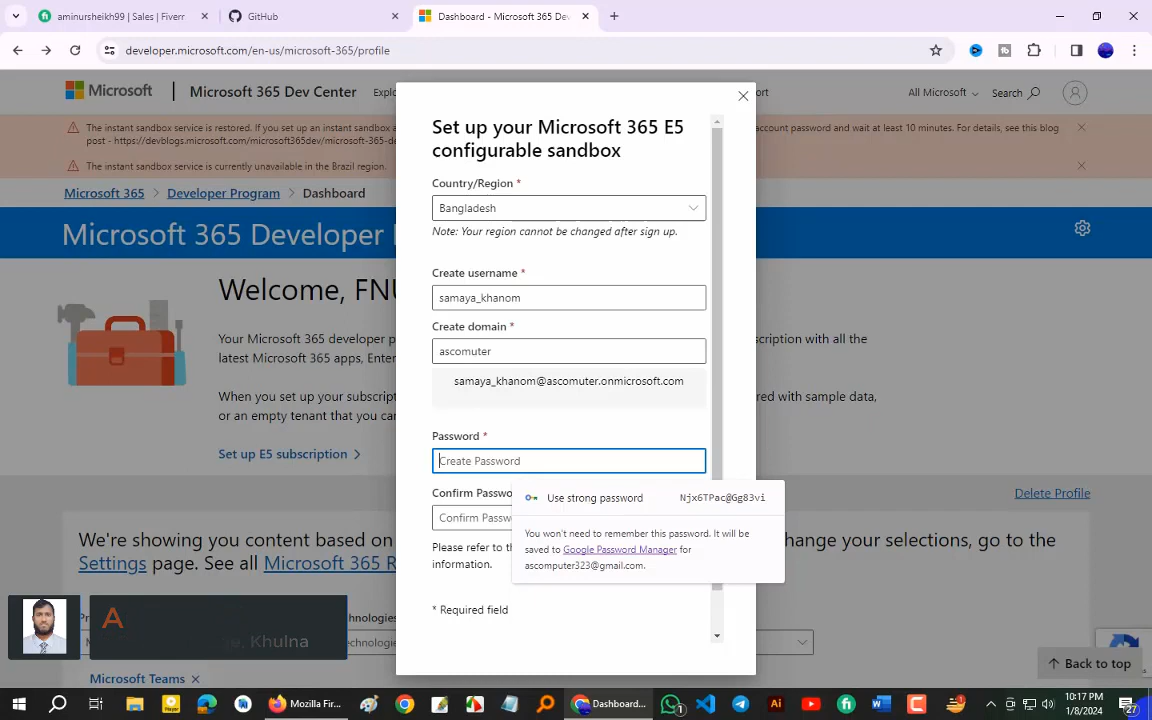 aminursheikh99 | Sales | Fiverr
GitHub
Dashboard - Microsoft 365 Dev
developer.microsoft.com/en-us/microsoft-365/profile
Microsoft
Microsoft 365 Dev Center
Explo
ort
All Microsoft
Search
The instant sandbox service is restored. If you set up an instant sandbox a
account password and wait at least 10 minutes. For details, see this blog
post - https://devblogs.microsoft.com/microsoft365dev/microsoft-
The instant sandbox service is currently unavailable in the Brazil region.
Microsoft 365 > Developer Program > Dashboard
Microsoft 365 Developer
Welcome, FNU
Your Microsoft 365 developer p
scription with all the
latest Microsoft 365 apps, Enter
When you set up your subscript
red with sample data,
or an empty tenant that you can
Set up E5 subscription >
Delete Profile
We're showing you content based on
hange your selections, go to the
Settings page. See all Microsoft 365 R
Set up your Microsoft 365 E5
configurable sandbox
Country/Region *
Bangladesh
Note: Your region cannot be changed after sign up.
Create username *
samaya_khanom
Create domain *
ascomuter
samaya_khanom@ascomuter.onmicrosoft.com
Password *
Create Password
Confirm Passwo
Confirm Passw
Use strong password Njx6TPac@Gg83vi
You won't need to remember this password. It will be
saved to Google Password Manager for
ascomputer323@gmail.com.
Please refer to th
information.
* Required field
A
e, Khulna
chnologies
echnologie
Microsoft Teams
Back to top
Mozilla Fir...
Dashboard...
1
Ai
10:17 PM
1/8/2024
27